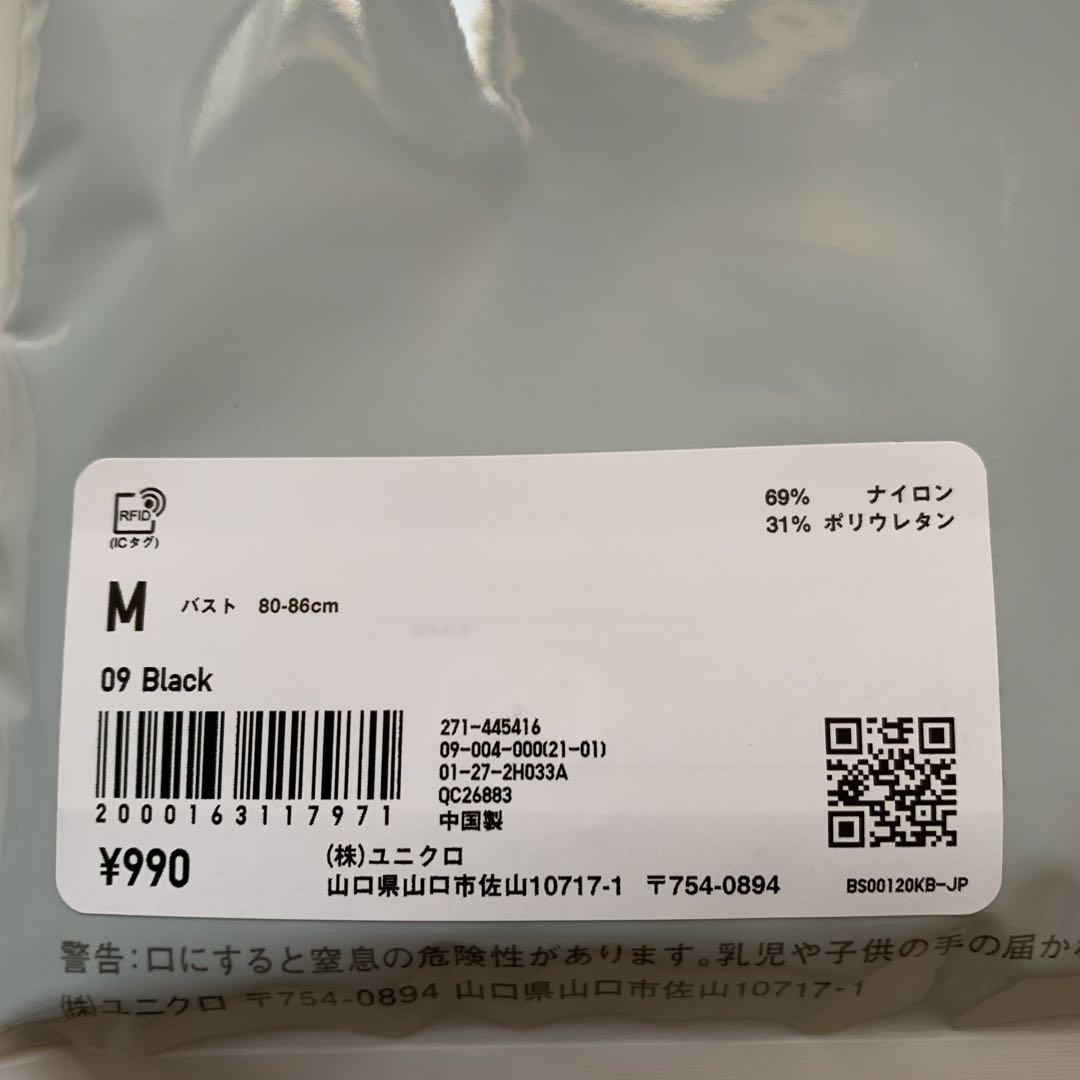 RFID
(ICタグ)
69% ナイロン
31% ポリウレタン
M バスト 80-86cm
09 Black
2000163117971
¥990
271-445416
09-004-000(21-01)
01-27-2H033A
QC26883
中国製
(株)ユニクロ
山口県山口市佐山10717-1 〒754-0894
BS00120KB-JP
警告:口にすると窒息の危険性があります。乳児や子供の手の届か
(株)ユニクロ 〒754-0894 山口県山口市佐山10717-1